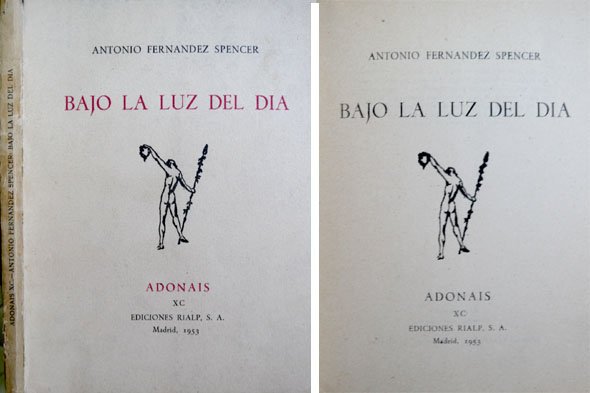 ADONAIS XC—ANTONIO FERNANDEZ SPENCER: BAJO LA LUZ DEL DIA
ANTONIO FERNANDEZ SPENCER
BAJO LA LUZ DEL DIA
ADONAIS
XC
EDICIONES RIALP, S. A.
Madrid, 1953
ANTONIO FERNANDEZ SPENCER
BAJO LA LUZ DEL DIA
ADONAIS
XC
EDICIONES RIALP, S. A.
Madrid, 1953